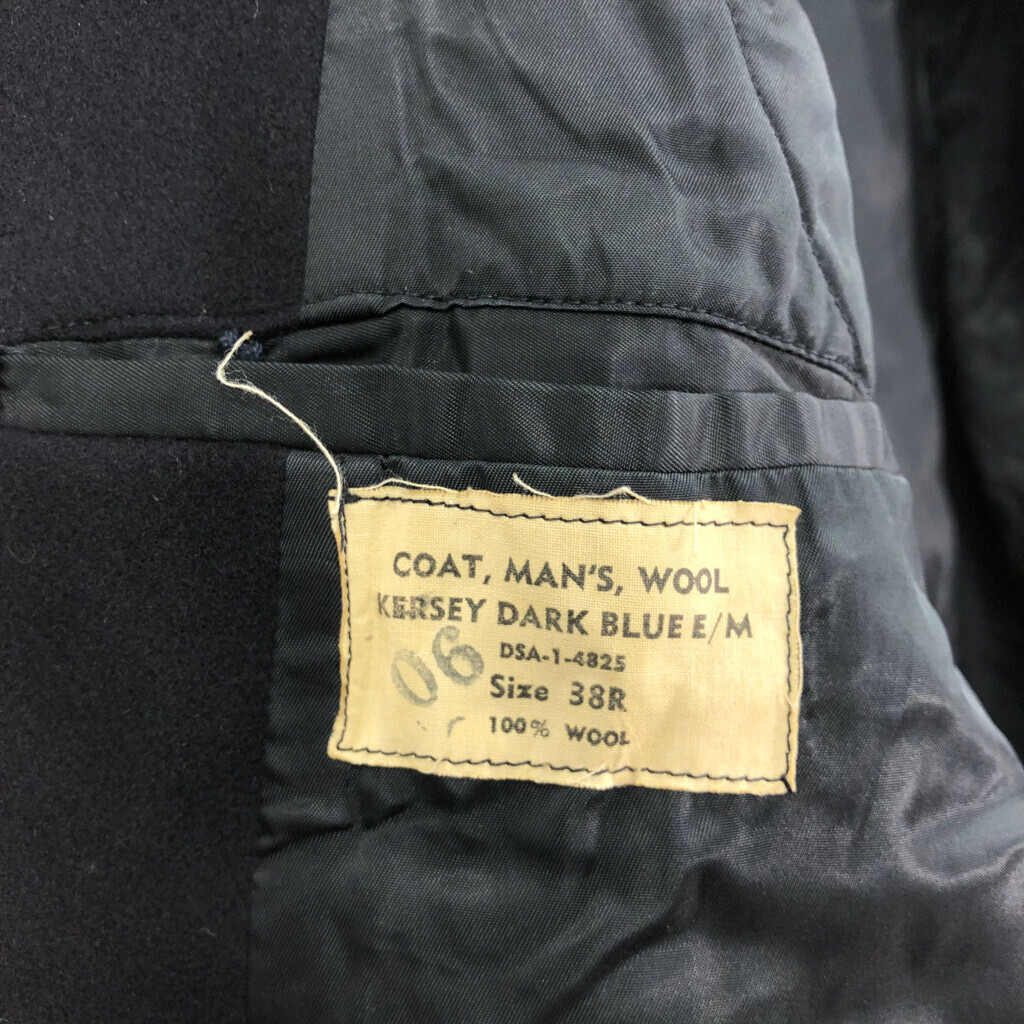 COAT, MAN'S, WOOL
KERSEY DARK BLUE E/M
DSA-1-4825
06
Size 38R
100% WOOL